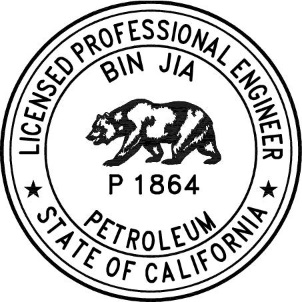 LICENSED PROFESSIONAL ENGINEER
BIN JIA
P 1864
PETROLEUM
STATE OF CALIFORNIA